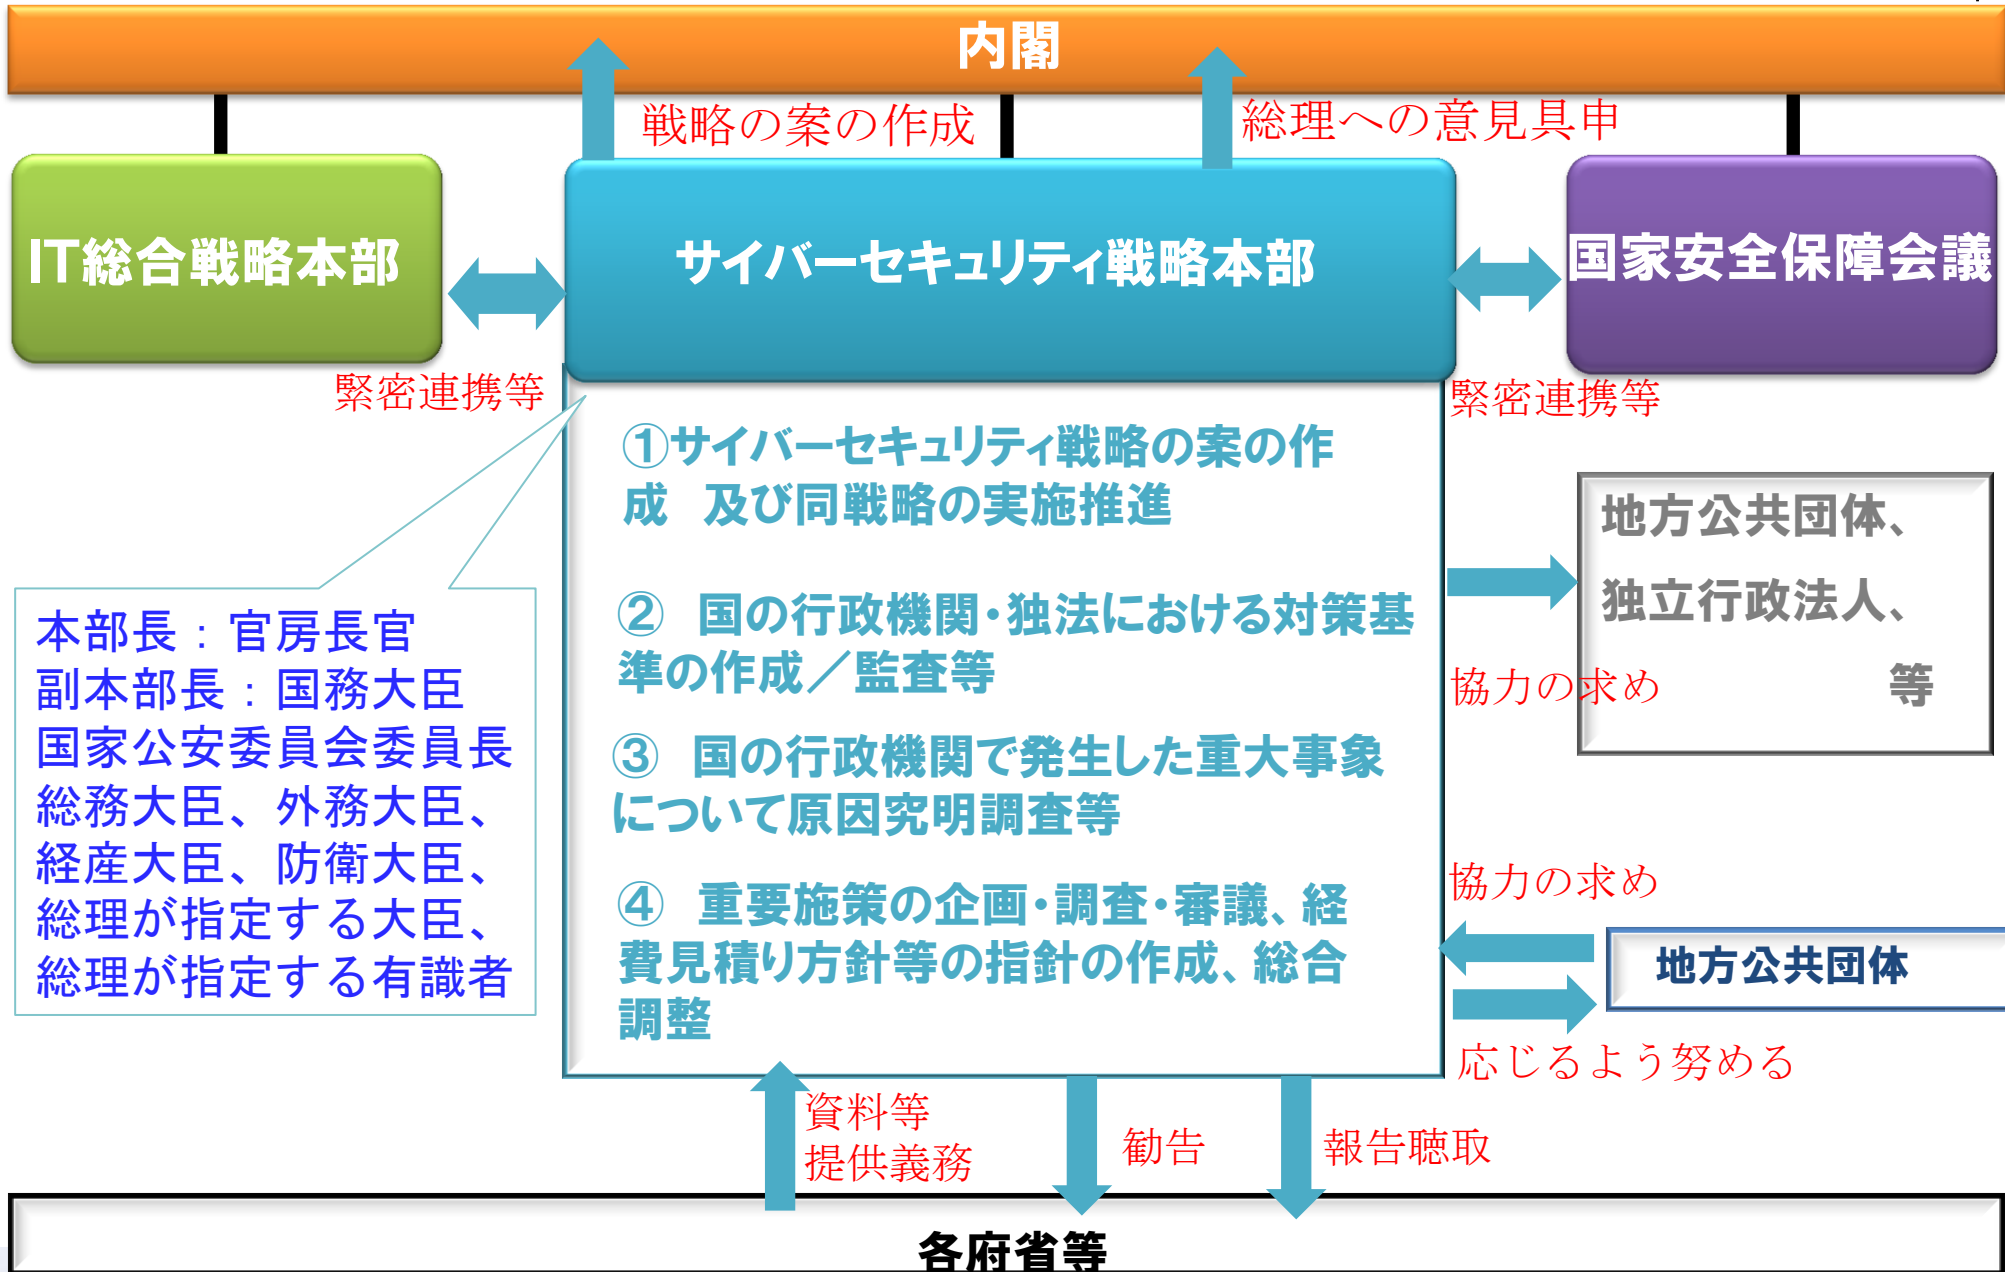 内閣
戦略の案の作成
総理への意見具申
IT総合戦略本部
サイバーセキュリティ戦略本部
国家安全保障会議
緊密連携等
緊密連携等
①サイバーセキュリティ戦略の案の作
成　及び同戦略の実施推進
②　国の行政機関・独法における対策基
準の作成／監査等
③　国の行政機関で発生した重大事象
について原因究明調査等
④　重要施策の企画・調査・審議、経
費見積り方針等の指針の作成、総合
調整
本部長：官房長官
副本部長：国務大臣
国家公安委員会委員長
総務大臣、外務大臣、
経産大臣、防衛大臣、
総理が指定する大臣、
総理が指定する有識者
地方公共団体、
独立行政法人、
等
協力の求め
協力の求め
地方公共団体
応じるよう努める
資料等
提供義務
勧告
報告聴取
各府省等